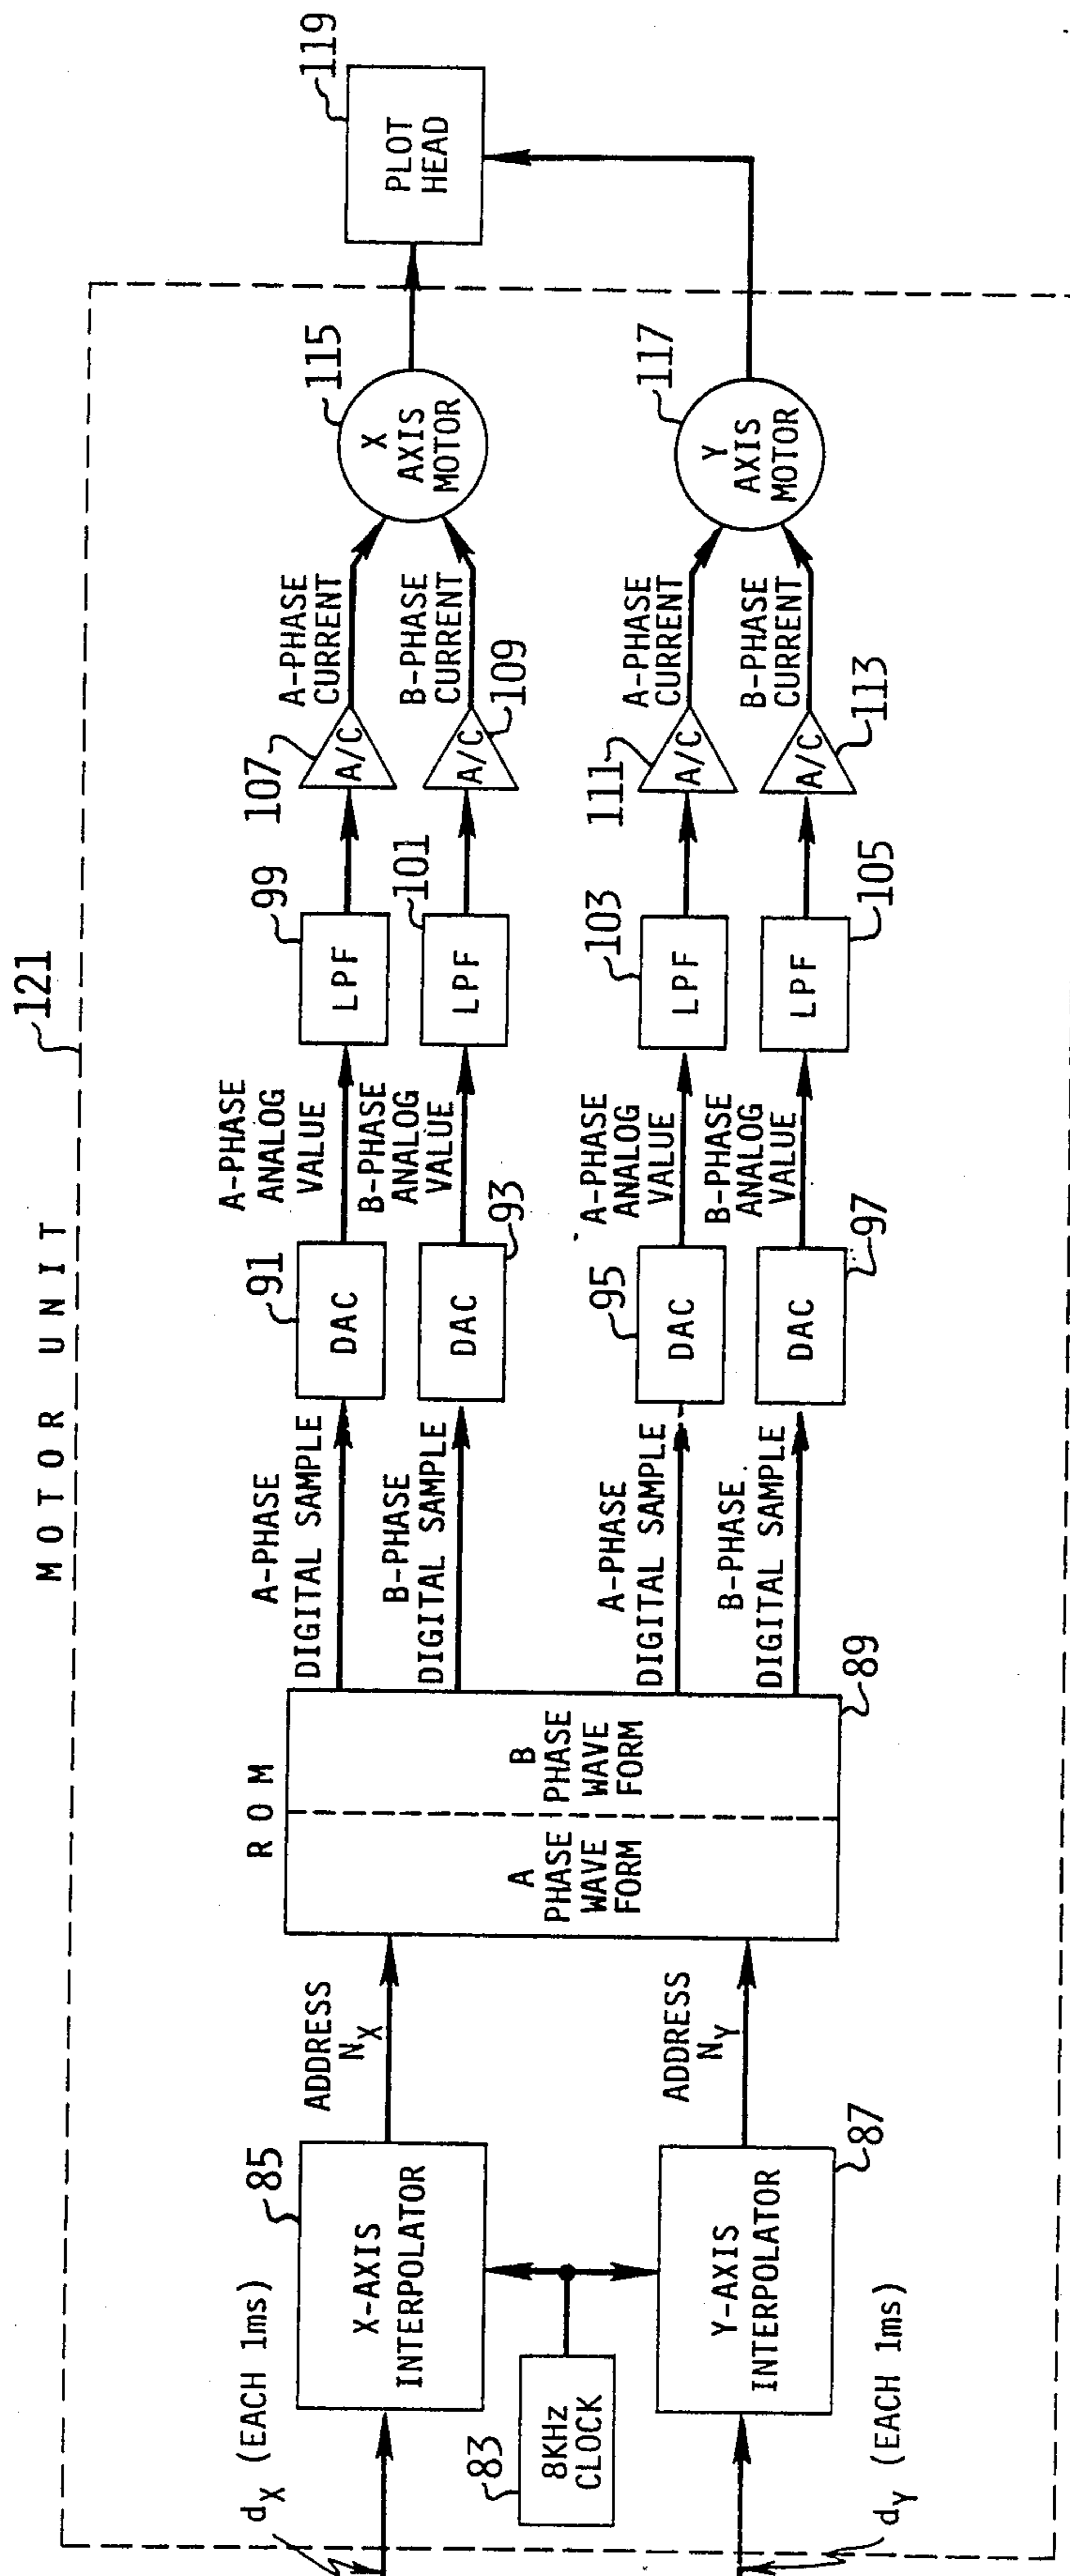 MOTOR UNIT
121
d_X (EACH 1ms)
d_Y (EACH 1ms)
83
8KHz
CLOCK
85
X-AXIS
INTERPOLATOR
87
Y-AXIS
INTERPOLATOR
ADDRESS
N_X
ADDRESS
N_Y
ROM
A
PHASE
WAVE
FORM
B
PHASE
WAVE
FORM
89
A-PHASE
DIGITAL SAMPLE
B-PHASE
DIGITAL SAMPLE
A-PHASE
DIGITAL SAMPLE
B-PHASE
DIGITAL SAMPLE
91
DAC
93
DAC
95
DAC
97
DAC
A-PHASE
ANALOG
VALUE
B-PHASE
ANALOG
VALUE
A-PHASE
ANALOG
VALUE
B-PHASE
ANALOG
VALUE
99
LPF
101
LPF
103
LPF
105
LPF
107
A/C
109
A/C
111
A/C
113
A/C
A-PHASE
CURRENT
B-PHASE
CURRENT
A-PHASE
CURRENT
B-PHASE
CURRENT
115
X
AXIS
MOTOR
117
Y
AXIS
MOTOR
119
PLOT
HEAD